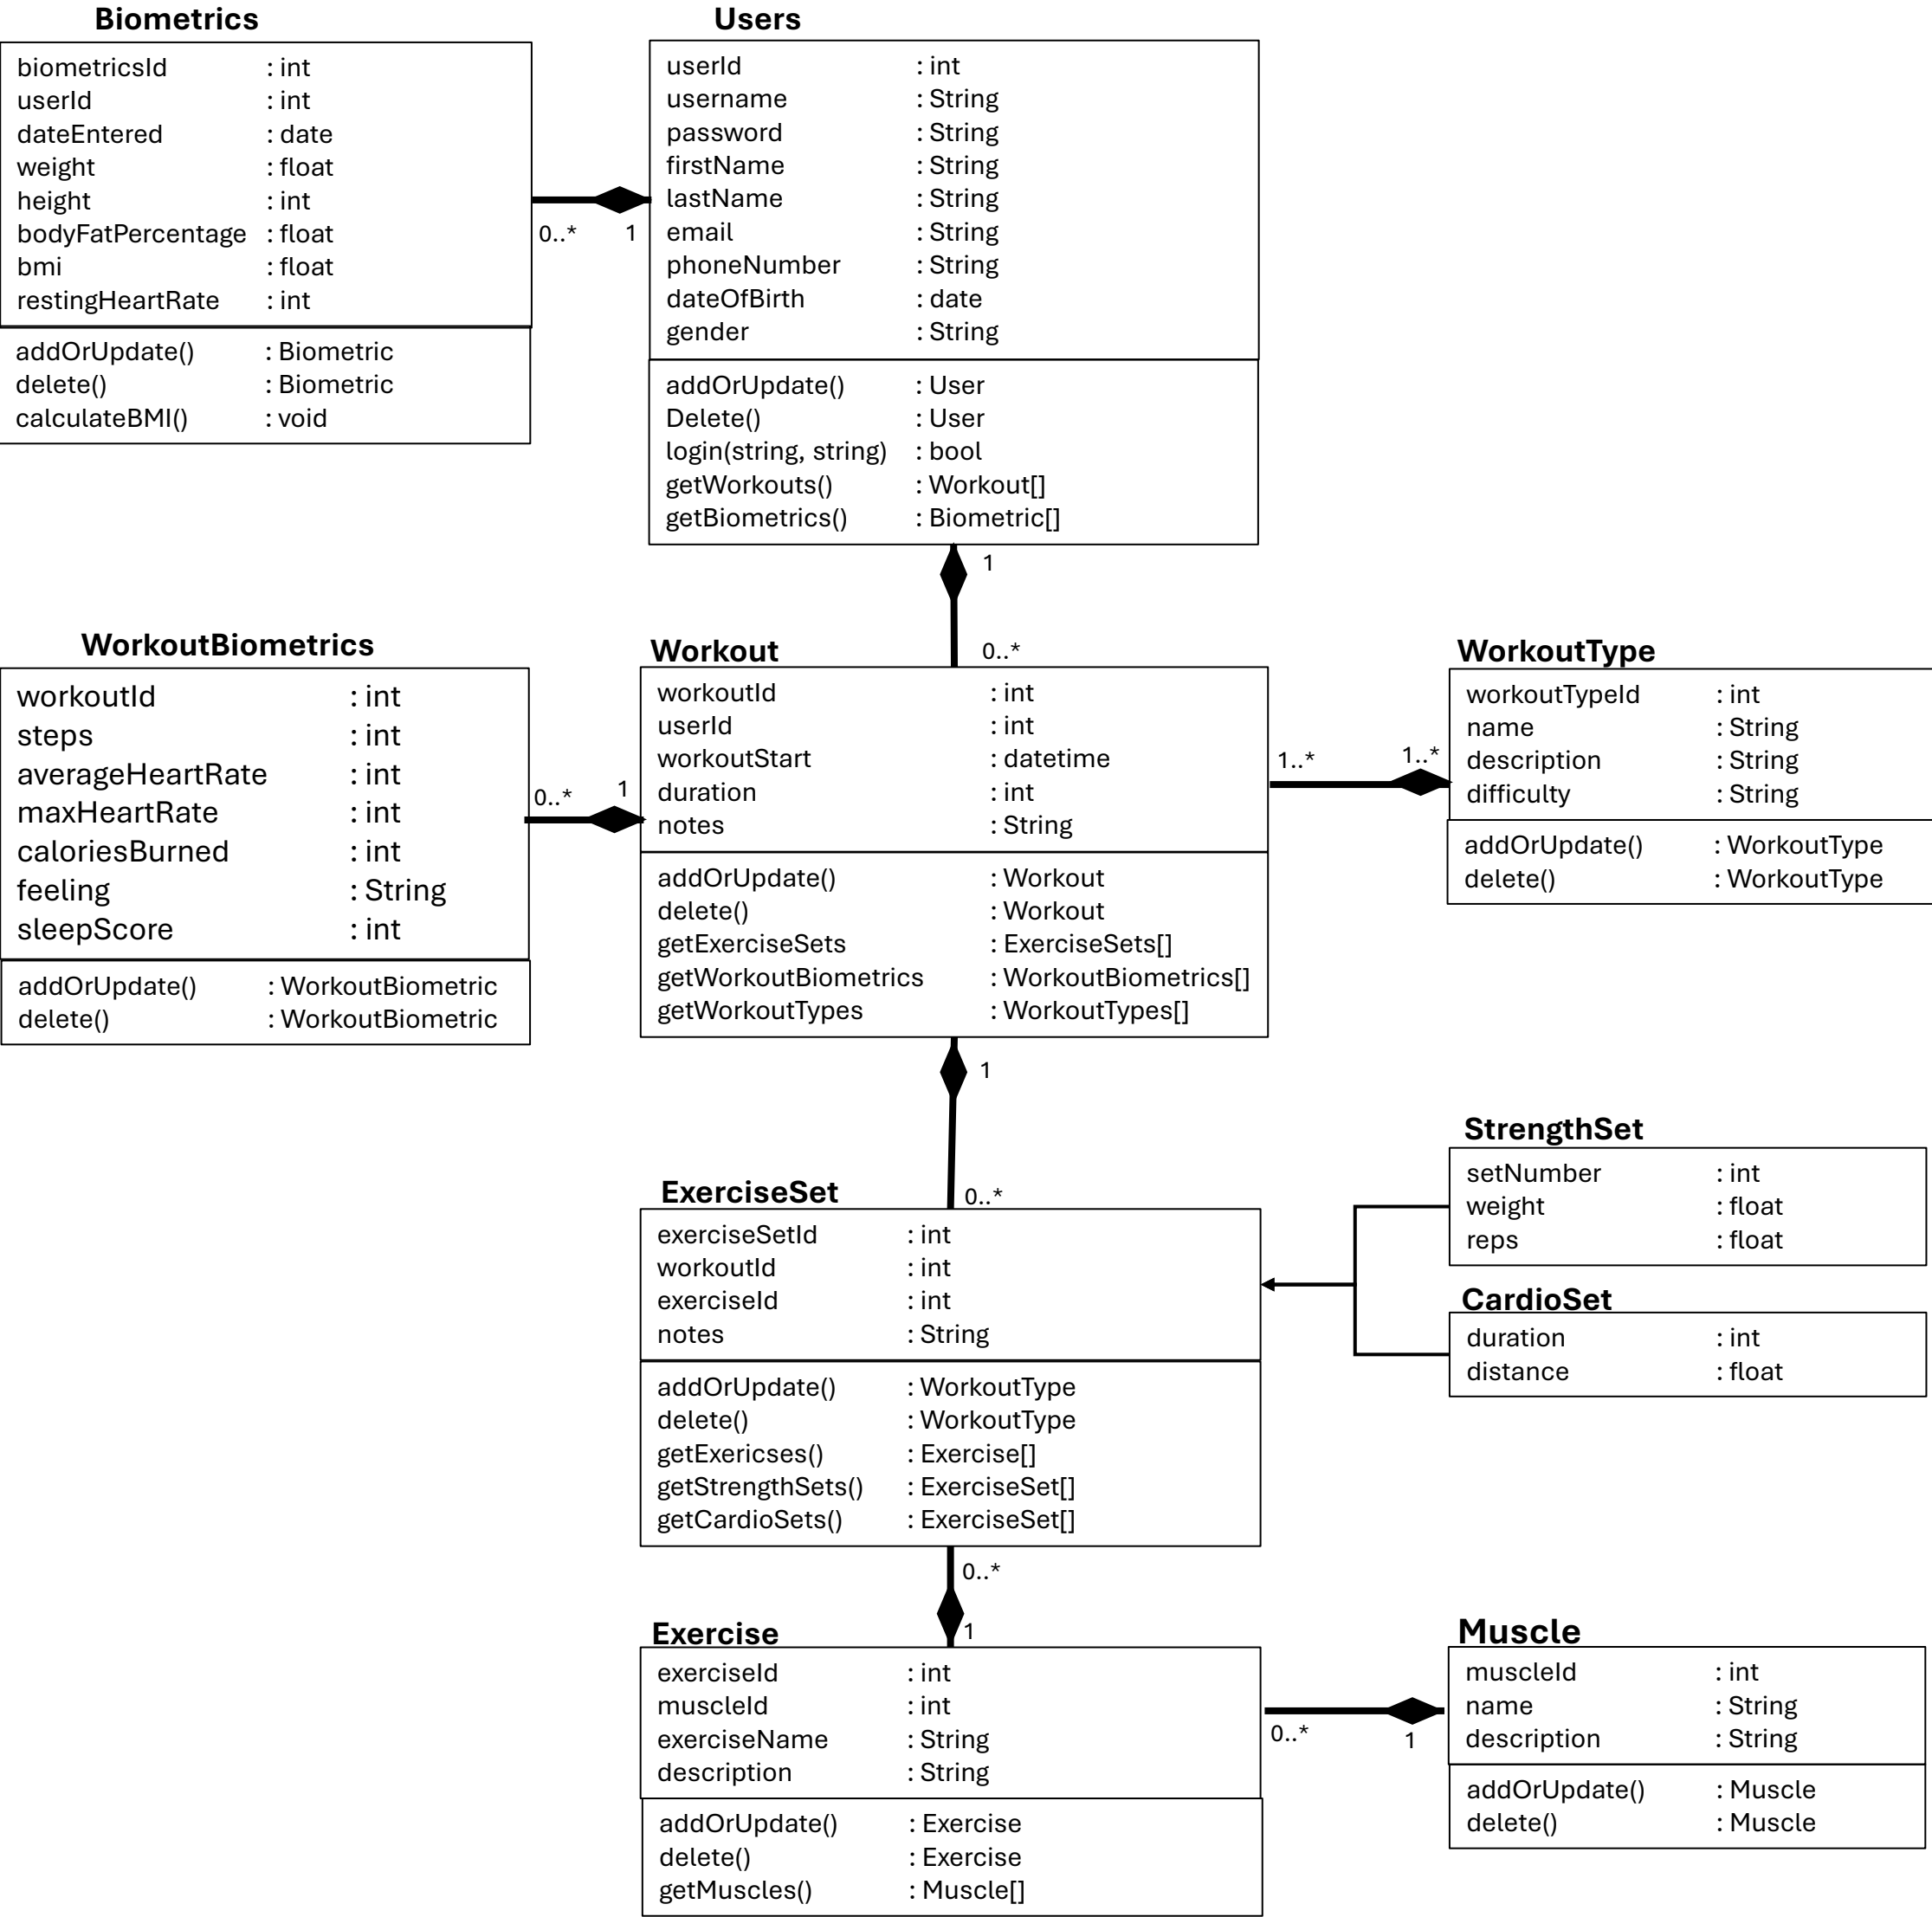 Biometrics
biometricsId : int
userId : int
dateEntered : date
weight : float
height : int
bodyFatPercentage : float
bmi : float
restingHeartRate : int
addOrUpdate() : Biometric
delete() : Biometric
calculateBMI() : void
0..* 1
Users
userId : int
username : String
password : String
firstName : String
lastName : String
email : String
phoneNumber : String
dateOfBirth : date
gender : String
addOrUpdate() : User
Delete() : User
login(string, string) : bool
getWorkouts() : Workout[]
getBiometrics() : Biometric[]
1
0..*
WorkoutBiometrics
workoutId : int
steps : int
averageHeartRate : int
maxHeartRate : int
caloriesBurned : int
feeling : String
sleepScore : int
addOrUpdate() : WorkoutBiometric
delete() : WorkoutBiometric
0..* 1
Workout
workoutId : int
userId : int
workoutStart : datetime
duration : int
notes : String
addOrUpdate() : Workout
delete() : Workout
getExerciseSets : ExerciseSets[]
getWorkoutBiometrics : WorkoutBiometrics[]
getWorkoutTypes : WorkoutTypes[]
1..* 1..*
WorkoutType
workoutTypeId : int
name : String
description : String
difficulty : String
addOrUpdate() : WorkoutType
delete() : WorkoutType
1
0..*
ExerciseSet
exerciseSetId : int
workoutId : int
exerciseId : int
notes : String
addOrUpdate() : WorkoutType
delete() : WorkoutType
getExericses() : Exercise[]
getStrengthSets() : ExerciseSet[]
getCardioSets() : ExerciseSet[]
StrengthSet
setNumber : int
weight : float
reps : float
CardioSet
duration : int
distance : float
0..*
1
Exercise
exerciseId : int
muscleId : int
exerciseName : String
description : String
addOrUpdate() : Exercise
delete() : Exercise
getMuscles() : Muscle[]
0..* 1
Muscle
muscleId : int
name : String
description : String
addOrUpdate() : Muscle
delete() : Muscle